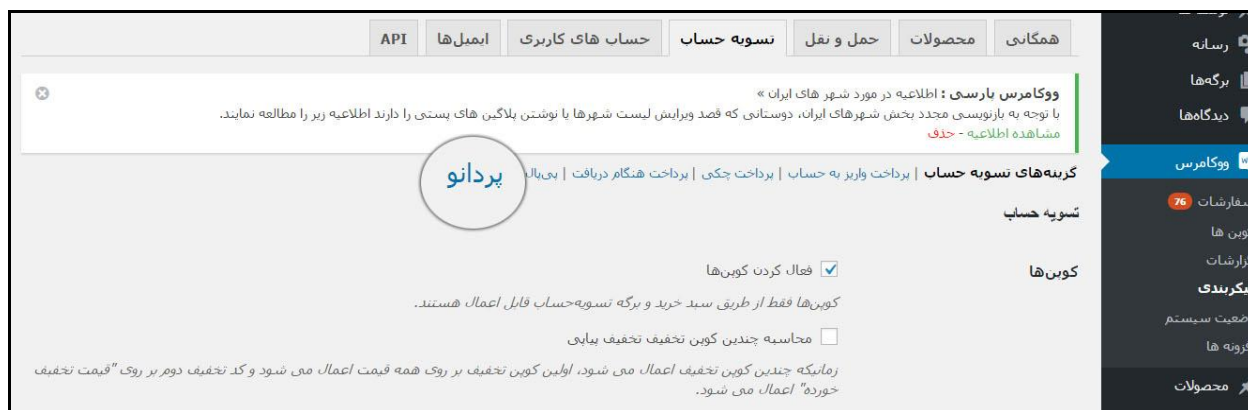 همگانی محصولات حمل و نقل تسویه حساب حساب های کاربری ایمیل‌ها API
ووکامرس پارسی : اطلاعیه در مورد شهر های ایران »
با توجه به بازنویسی مجدد بخش شهرهای ایران، دوستانی که قصد ویرایش لیست شهرها یا نوشتن پلاگین های پستی را دارند اطلاعیه زیر را مطالعه نمایند.
مشاهده اطلاعیه - حذف
گزینه‌های تسویه حساب | پرداخت واریز به حساب | پرداخت چکی | پرداخت هنگام دریافت | پی‌پال
پردانو
تسویه حساب
کوپن‌ها
فعال کردن کوپن‌ها
کوپن‌ها فقط از طریق سبد خرید و برگه تسویه‌حساب قابل اعمال هستند.
محاسبه چندین کوپن تخفیف تخفیف پیاپی
زمانیکه چندین کوپن تخفیف اعمال می شود، اولین کوپن تخفیف بر روی همه قیمت اعمال می شود و کد تخفیف دوم بر روی "قیمت تخفیف
خورده" اعمال می شود.
رسانه
برگه‌ها
دیدگاه‌ها
ووکامرس
سفارشات 76
کوپن ها
گزارشات
پیکربندی
وضعیت سیستم
افزونه ها
محصولات